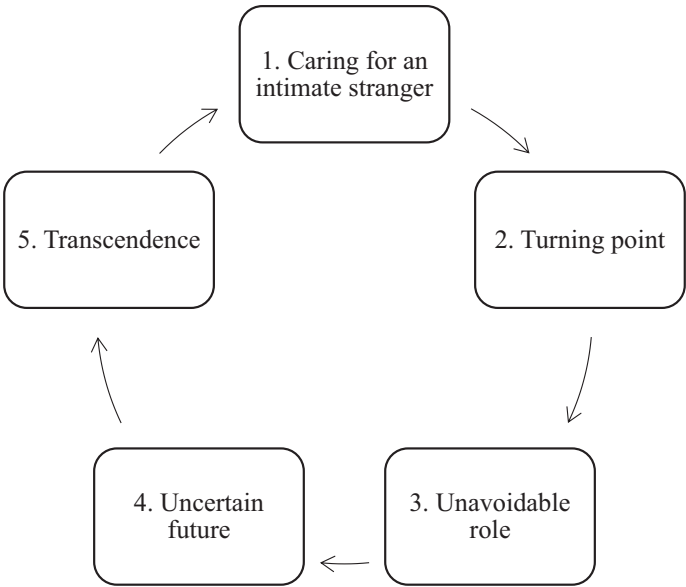 1. Caring for an
intimate stranger
2. Turning point
3. Unavoidable
role
4. Uncertain
future
5. Transcendence